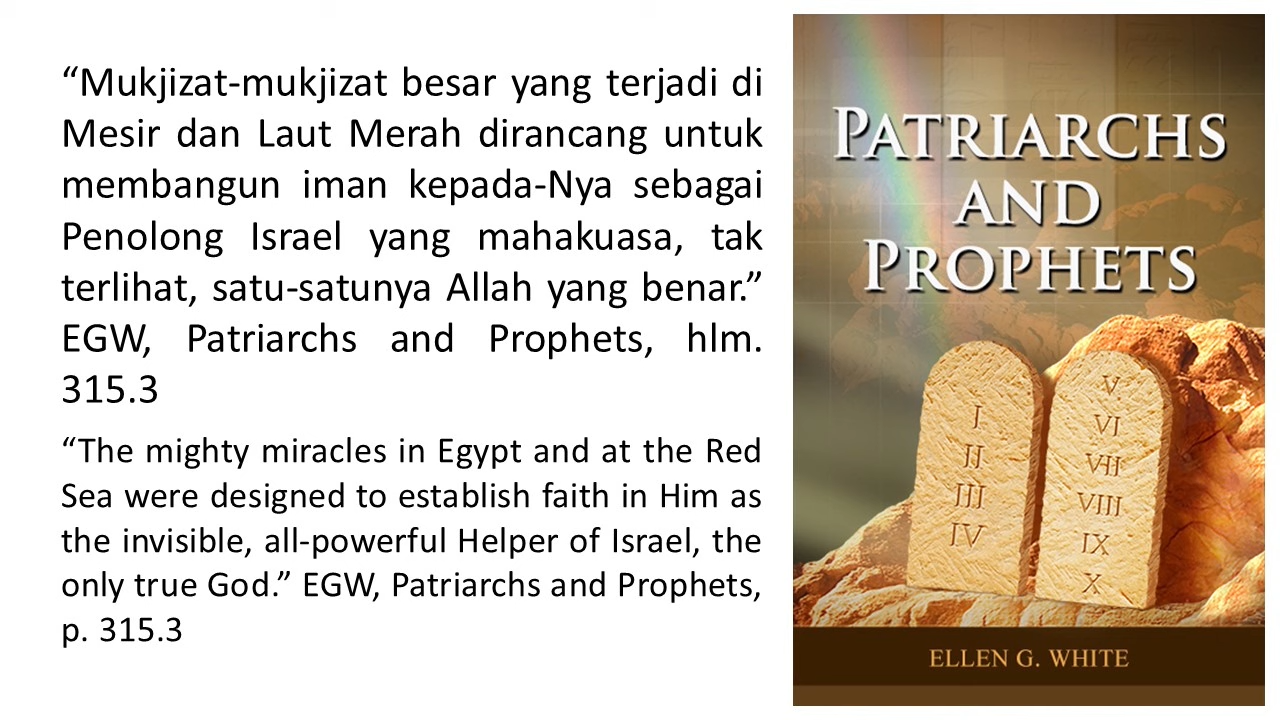 “Mukjizat-mukjizat besar yang terjadi di
Mesir dan Laut Merah dirancang untuk
membangun iman kepada-Nya sebagai
Penolong Israel yang mahakuasa, tak
terlihat, satu-satunya Allah yang benar.”
EGW, Patriarchs and Prophets, hlm.
315.3
“The mighty miracles in Egypt and at the Red
Sea were designed to establish faith in Him as
the invisible, all-powerful Helper of Israel, the
only true God.” EGW, Patriarchs and Prophets,
p. 315.3
PATRIARCHS
AND
PROPHETS
I
II
III
IV
V
VI
VII
VIII
IX
X
ELLEN G. WHITE